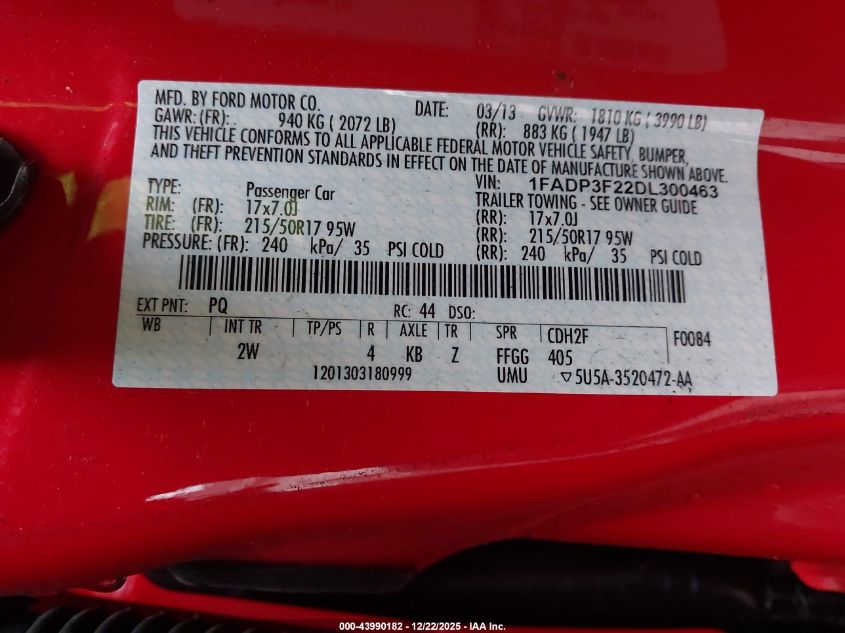 MFD. BY FORD MOTOR CO. DATE: 03/13 GVWR: 1810 KG ( 3990 LB)
GAWR:(FR): 940 KG ( 2072 LB) (RR): 883 KG ( 1947 LB)
THIS VEHICLE CONFORMS TO ALL APPLICABLE FEDERAL MOTOR VEHICLE SAFETY, BUMPER,
AND THEFT PREVENTION STANDARDS IN EFFECT ON THE DATE OF MANUFACTURE SHOWN ABOVE.
VIN: 1FADP3F22DL300463
TYPE: Passenger Car TRAILER TOWING - SEE OWNER GUIDE
RIM: (FR): 17x7.0J (RR): 17x7.0J
TIRE: (FR): 215/50R17 95W (RR): 215/50R17 95W
PRESSURE: (FR): 240 kPa/ 35 PSI COLD (RR): 240 kPa/ 35 PSI COLD
EXT PNT: PQ RC: 44 DSO:
WB INT TR TP/PS R AXLE TR SPR CDH2F F0084
2W 4 KB Z FFGG 405
1201303180999 UMU ▽5U5A-3520472-AA
000-43990182 - 12/22/2025 - IAA Inc.